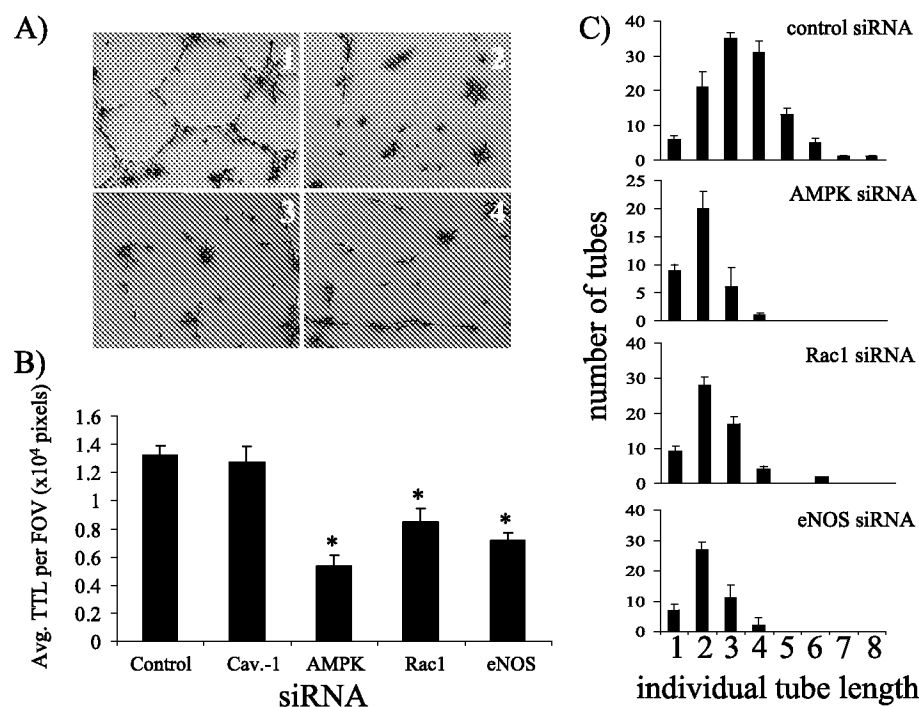 A)
1
2
3
4
B)
Avg. TTL per FOV (x10⁴ pixels)
1.6
1.4
1.2
1
0.8
0.6
0.4
0.2
0
*
*
*
Control Cav.-1 AMPK Rac1 eNOS
siRNA
C)
number of tubes
control siRNA
40
30
20
10
0
AMPK siRNA
25
20
15
10
5
0
Rac1 siRNA
40
30
20
10
0
eNOS siRNA
40
30
20
10
0
1 2 3 4 5 6 7 8
individual tube length